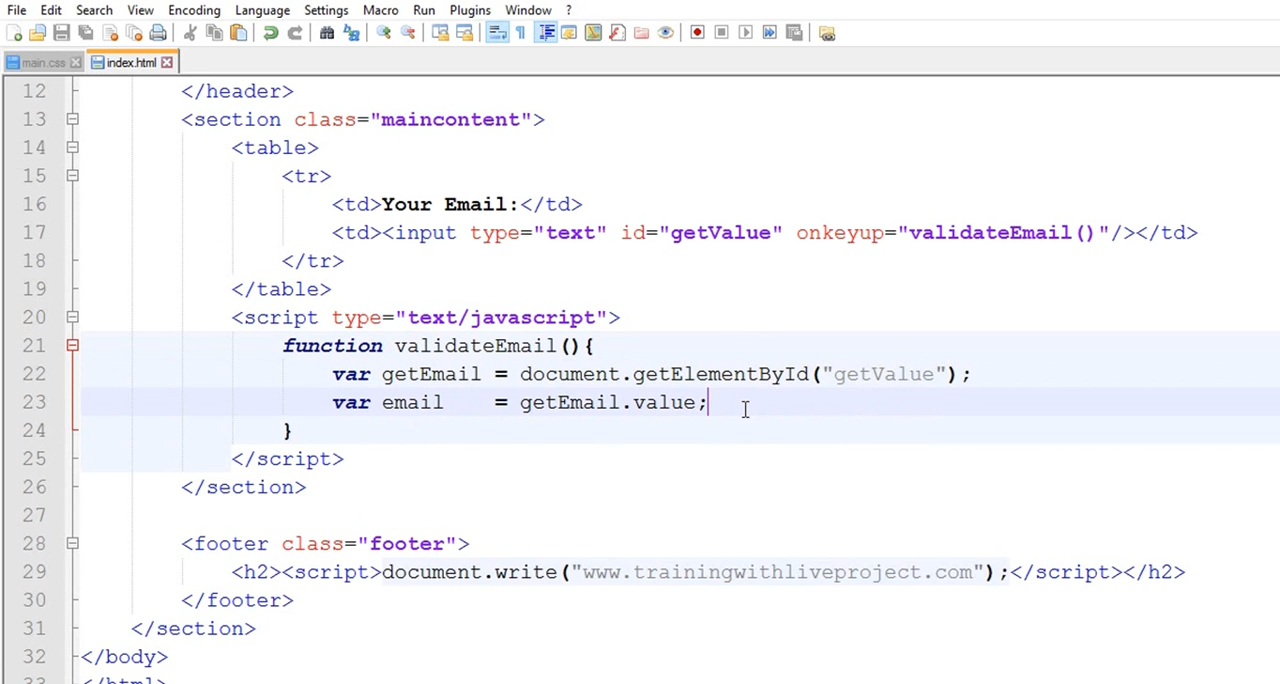 File Edit Search View Encoding Language Settings Macro Run Plugins Window ?
main.css index.html
12 </header>
13 <section class="maincontent">
14 <table>
15 <tr>
16 <td>Your Email:</td>
17 <td><input type="text" id="getValue" onkeyup="validateEmail()"/></td>
18 </tr>
19 </table>
20 <script type="text/javascript">
21 function validateEmail(){
22 var getEmail = document.getElementById("getValue");
23 var email = getEmail.value;
24 }
25 </script>
26 </section>
27
28 <footer class="footer">
29 <h2><script>document.write("www.trainingwithliveproject.com");</script></h2>
30 </footer>
31 </section>
32 </body>
33 </html>